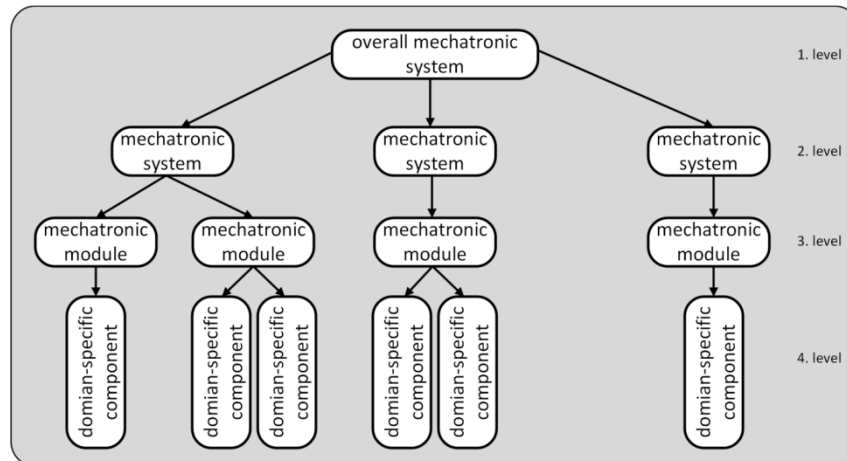 overall mechatronic
system
1. level
mechatronic
system
mechatronic
system
mechatronic
system
2. level
mechatronic
module
mechatronic
module
mechatronic
module
mechatronic
module
3. level
domian-specific
component
domian-specific
component
domian-specific
component
domian-specific
component
domian-specific
component
domian-specific
component
4. level